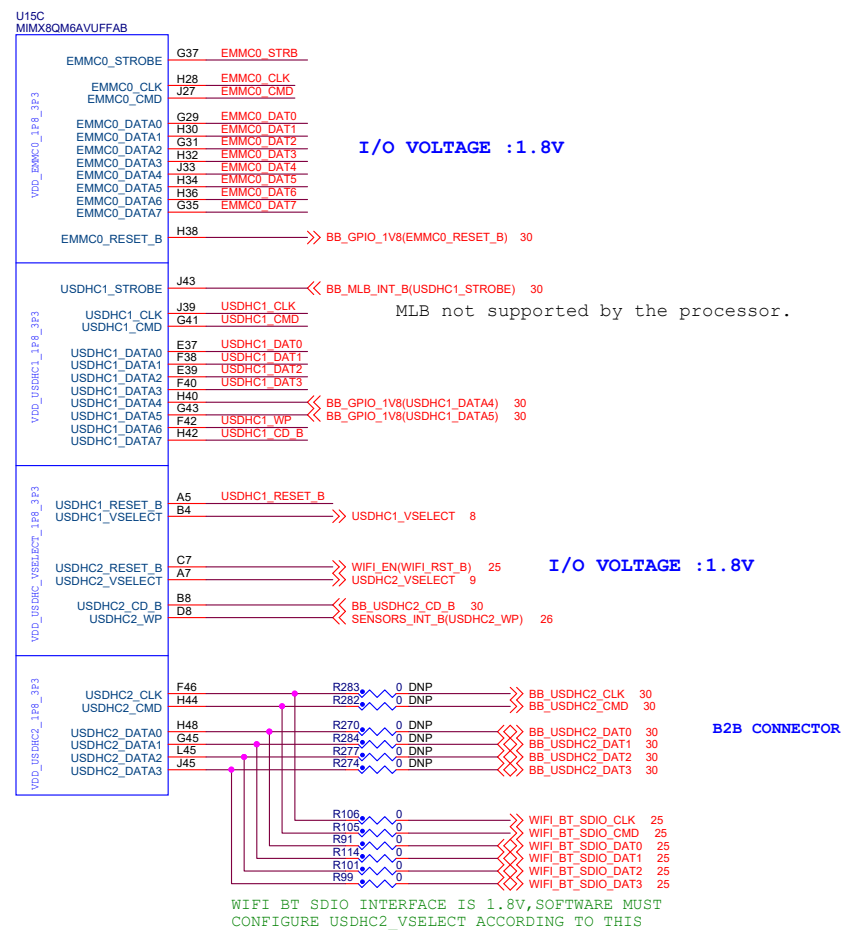 U15C
MIMX8QM6AVUFFAB
EMMC0_STROBE G37 EMMC0_STRB
EMMC0_CLK H28 EMMC0_CLK
EMMC0_CMD J27 EMMC0_CMD
EMMC0_DATA0 G29 EMMC0_DAT0
EMMC0_DATA1 H30 EMMC0_DAT1
EMMC0_DATA2 G31 EMMC0_DAT2
EMMC0_DATA3 H32 EMMC0_DAT3
EMMC0_DATA4 J33 EMMC0_DAT4
EMMC0_DATA5 H34 EMMC0_DAT5
EMMC0_DATA6 H36 EMMC0_DAT6
EMMC0_DATA7 G35 EMMC0_DAT7
VDD_EMMC0_1P8_3P3
I/O VOLTAGE :1.8V
EMMC0_RESET_B H38 BB_GPIO_1V8(EMMC0_RESET_B) 30
USDHC1_STROBE J43 BB_MLB_INT_B(USDHC1_STROBE) 30
MLB not supported by the processor.
USDHC1_CLK J39 USDHC1_CLK
USDHC1_CMD G41 USDHC1_CMD
USDHC1_DATA0 E37 USDHC1_DAT0
USDHC1_DATA1 F38 USDHC1_DAT1
USDHC1_DATA2 E39 USDHC1_DAT2
USDHC1_DATA3 F40 USDHC1_DAT3
USDHC1_DATA4 H40 BB_GPIO_1V8(USDHC1_DATA4) 30
USDHC1_DATA5 G43 BB_GPIO_1V8(USDHC1_DATA5) 30
USDHC1_DATA6 F42 USDHC1_WP
USDHC1_DATA7 H42 USDHC1_CD_B
VDD_USDHC1_1P8_3P3
USDHC1_RESET_B A5 USDHC1_RESET_B
USDHC1_VSELECT B4 USDHC1_VSELECT 8
USDHC2_RESET_B C7 WIFI_EN(WIFI_RST_B) 25
USDHC2_VSELECT A7 USDHC2_VSELECT 9
I/O VOLTAGE :1.8V
USDHC2_CD_B B8 BB_USDHC2_CD_B 30
USDHC2_WP D8 SENSORS_INT_B(USDHC2_WP) 26
VDD_USDHC_VSELECT_1P8_3P3
USDHC2_CLK F46 R283 0 DNP BB_USDHC2_CLK 30
USDHC2_CMD H44 R282 0 DNP BB_USDHC2_CMD 30
USDHC2_DATA0 H48 R270 0 DNP BB_USDHC2_DAT0 30
USDHC2_DATA1 G45 R284 0 DNP BB_USDHC2_DAT1 30
USDHC2_DATA2 L45 R277 0 DNP BB_USDHC2_DAT2 30
USDHC2_DATA3 J45 R274 0 DNP BB_USDHC2_DAT3 30
VDD_USDHC2_1P8_3P3
B2B CONNECTOR
R106 0 WIFI_BT_SDIO_CLK 25
R105 0 WIFI_BT_SDIO_CMD 25
R91 0 WIFI_BT_SDIO_DAT0 25
R114 0 WIFI_BT_SDIO_DAT1 25
R101 0 WIFI_BT_SDIO_DAT2 25
R99 0 WIFI_BT_SDIO_DAT3 25
WIFI BT SDIO INTERFACE IS 1.8V,SOFTWARE MUST
CONFIGURE USDHC2_VSELECT ACCORDING TO THIS